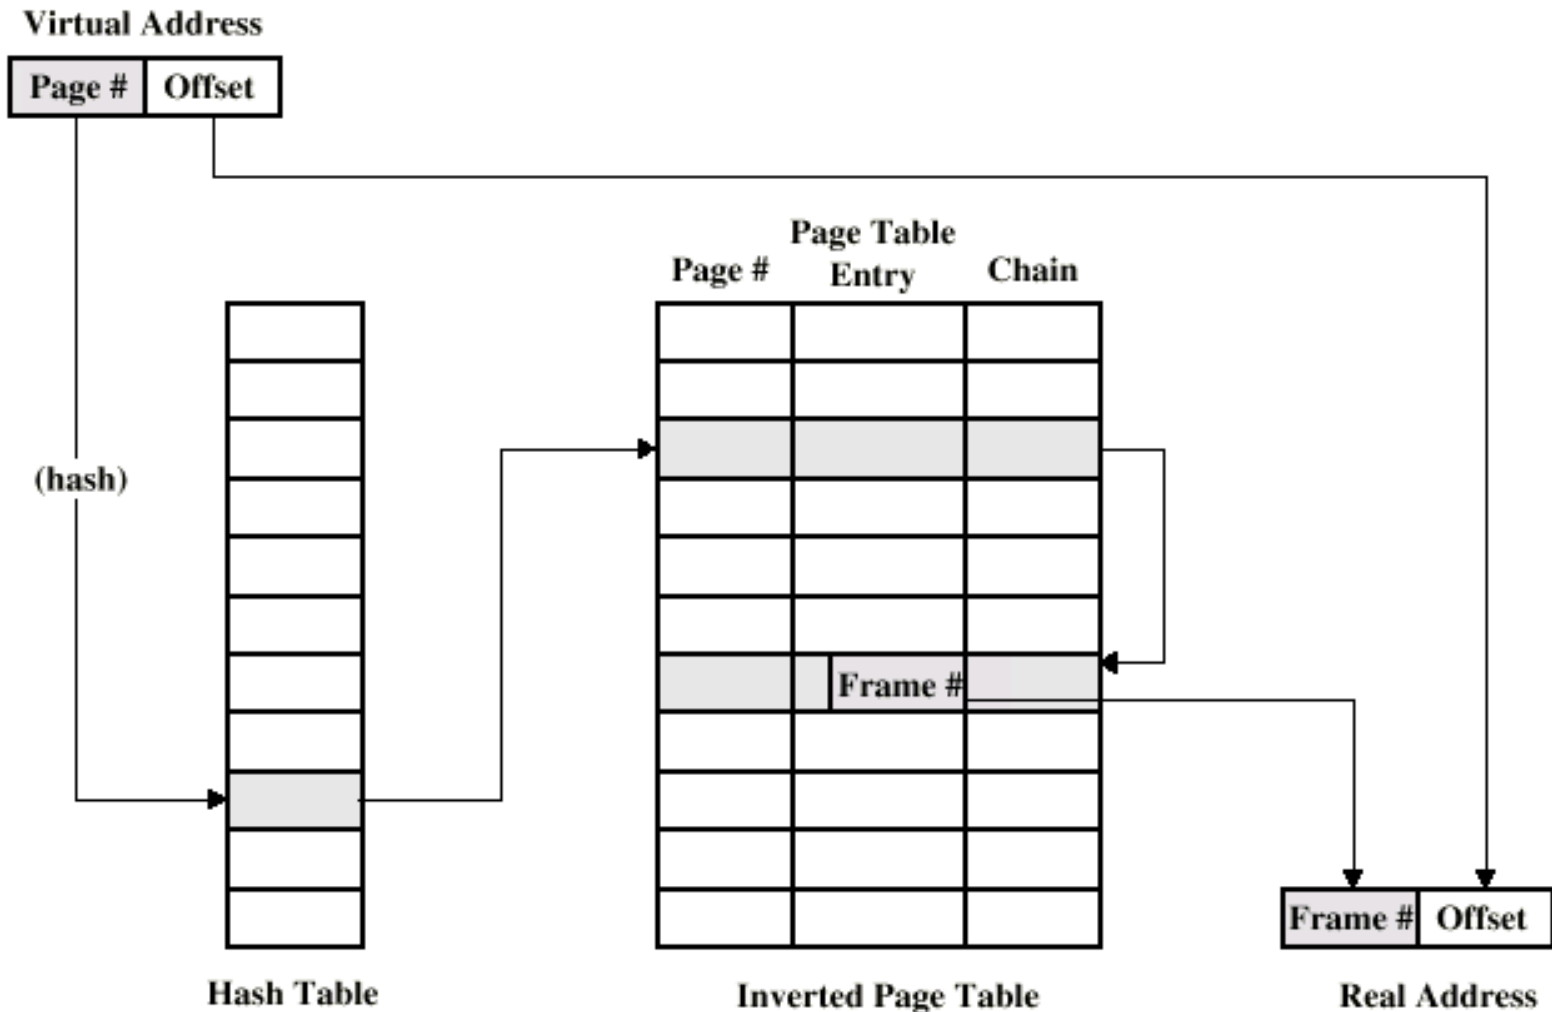 Virtual Address
Page # Offset
Page Table
Page # Entry Chain
(hash)
Frame #
Frame # Offset
Hash Table Inverted Page Table Real Address